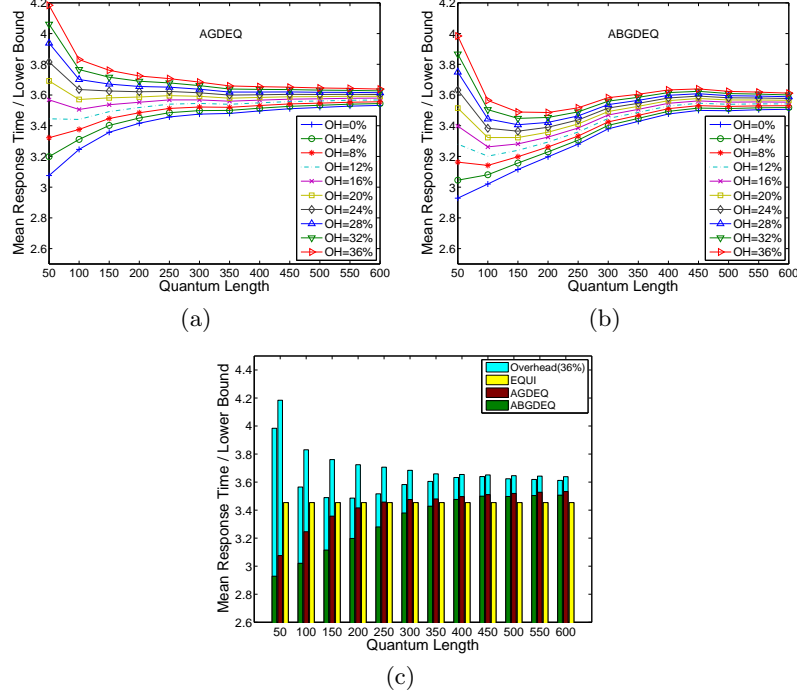 4.2
4
3.8
3.6
3.4
3.2
3
2.8
2.6
Mean Response Time / Lower Bound
AGDEQ
OH=0%
OH=4%
OH=8%
OH=12%
OH=16%
OH=20%
OH=24%
OH=28%
OH=32%
OH=36%
50 100 150 200 250 300 350 400 450 500 550 600
Quantum Length
(a)
4.2
4
3.8
3.6
3.4
3.2
3
2.8
2.6
Mean Response Time / Lower Bound
ABGDEQ
OH=0%
OH=4%
OH=8%
OH=12%
OH=16%
OH=20%
OH=24%
OH=28%
OH=32%
OH=36%
50 100 150 200 250 300 350 400 450 500 550 600
Quantum Length
(b)
4.4
4.2
4
3.8
3.6
3.4
3.2
3
2.8
2.6
Mean Response Time / Lower Bound
Overhead(36%)
EQUI
AGDEQ
ABGDEQ
50 100 150 200 250 300 350 400 450 500 550 600
Quantum Length
(c)